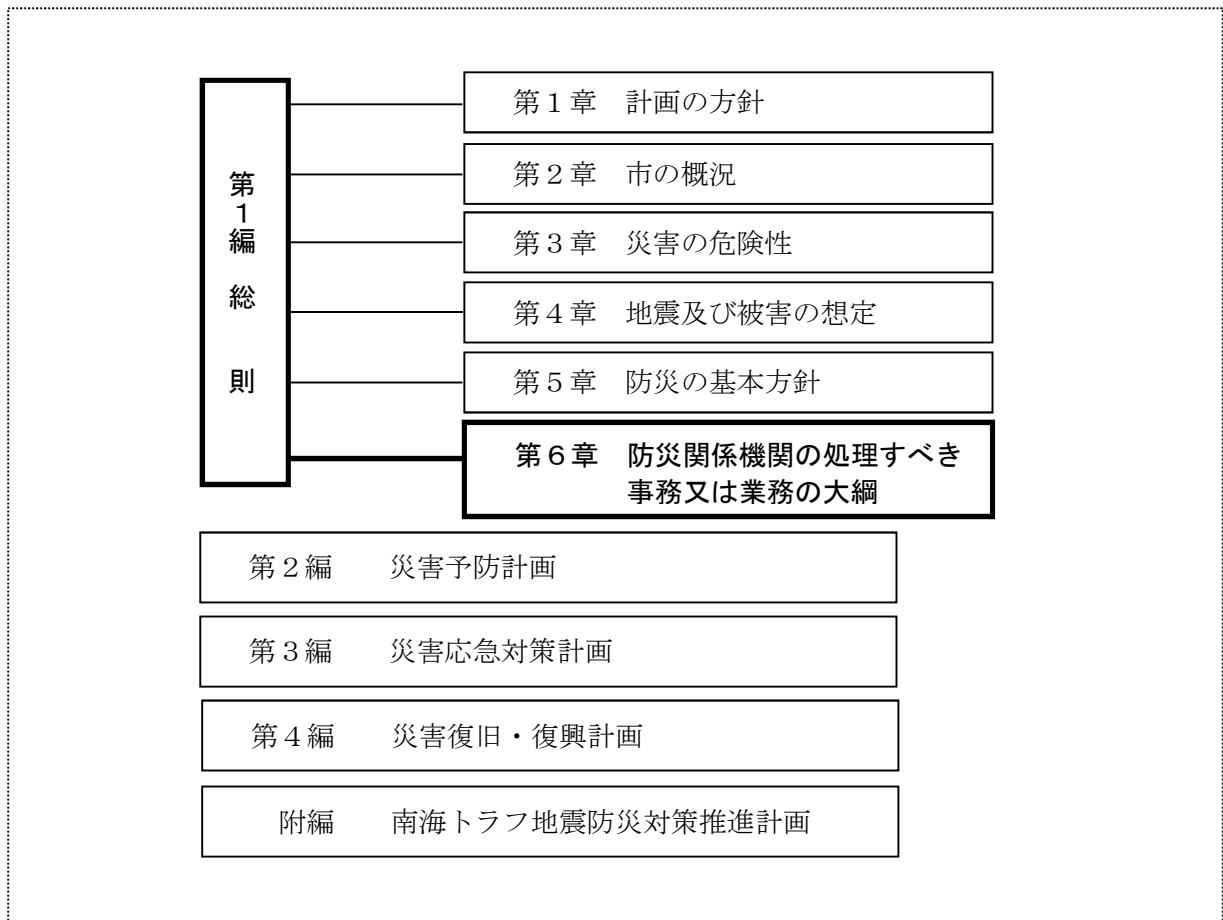 第１編 総 則
第１章　計画の方針
第２章　市の概況
第３章　災害の危険性
第４章　地震及び被害の想定
第５章　防災の基本方針
第６章　防災関係機関の処理すべき
事務又は業務の大綱
第２編　　災害予防計画
第３編　　災害応急対策計画
第４編　　災害復旧・復興計画
附編　　南海トラフ地震防災対策推進計画